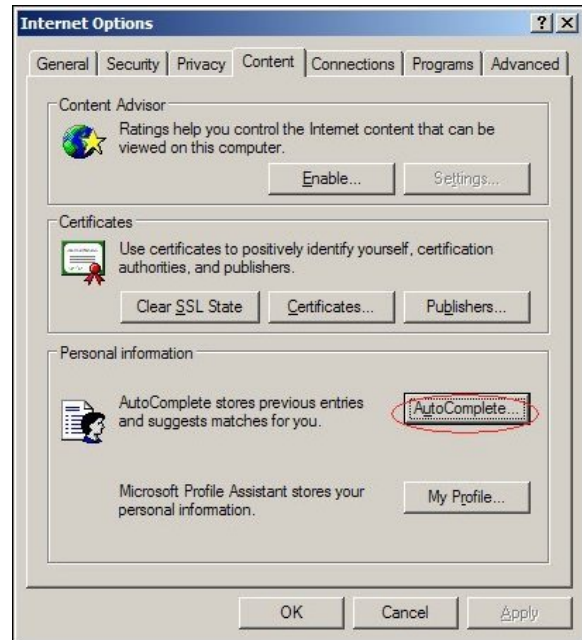 Internet Options
General Security Privacy Content Connections Programs Advanced
Content Advisor
Ratings help you control the Internet content that can be
viewed on this computer.
Enable... Settings...
Certificates
Use certificates to positively identify yourself, certification
authorities, and publishers.
Clear SSL State Certificates... Publishers...
Personal information
AutoComplete stores previous entries
and suggests matches for you.
AutoComplete...
Microsoft Profile Assistant stores your
personal information.
My Profile...
OK Cancel Apply